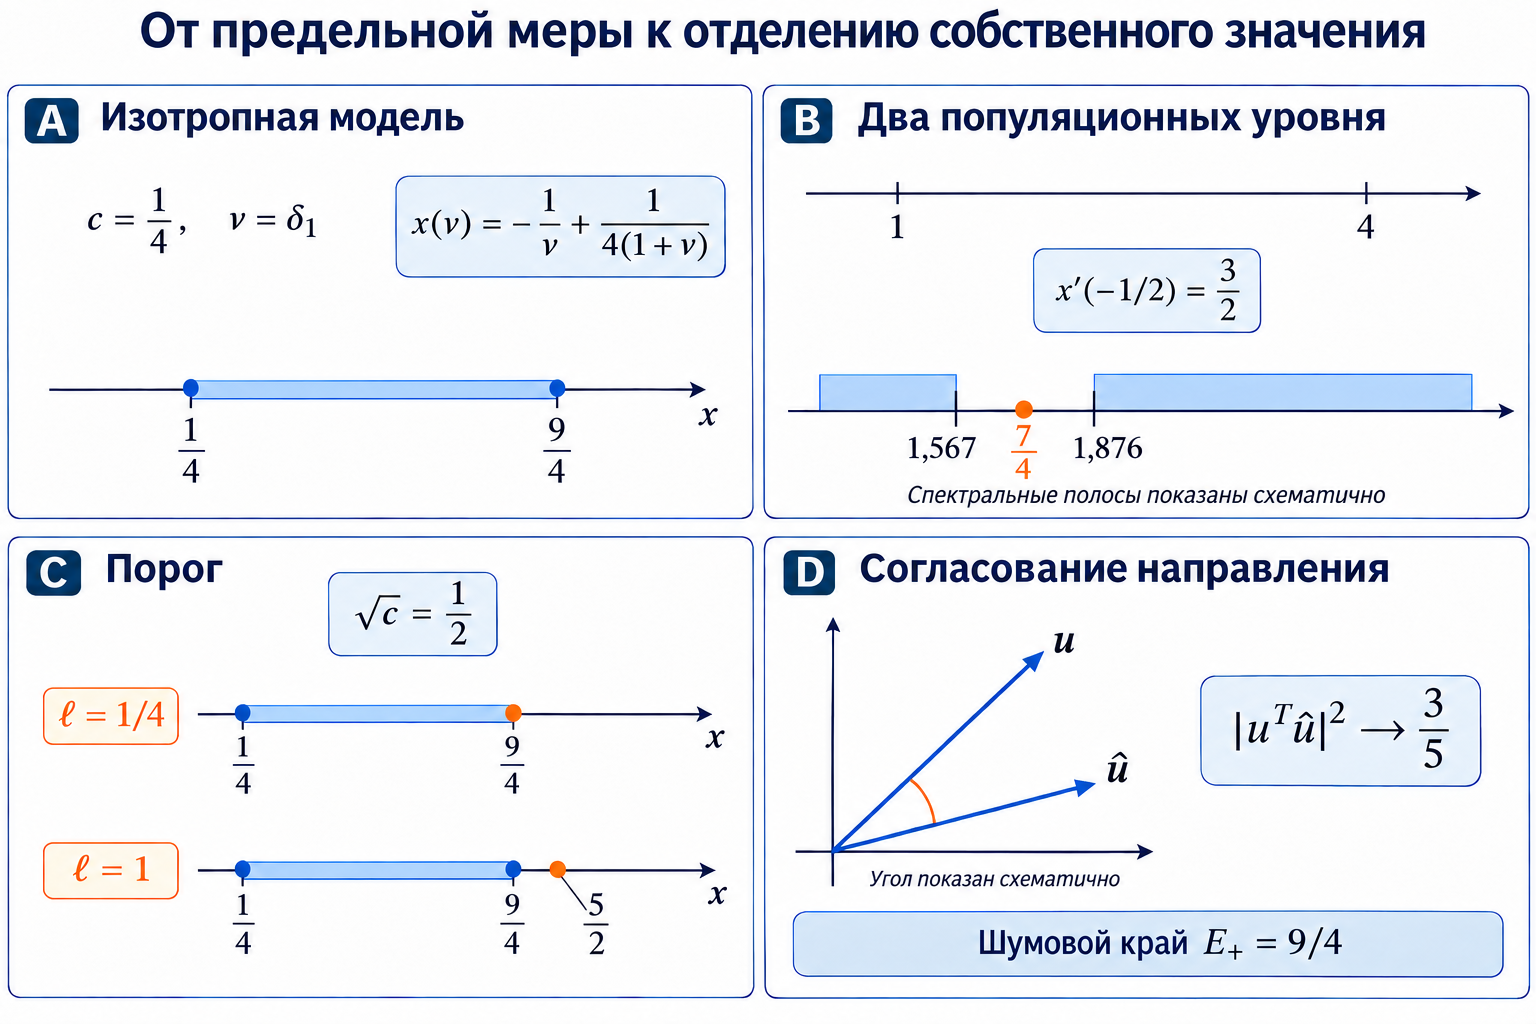 От предельной меры к отделению собственного значения
A Изотропная модель
c = 1/4, ν = δ₁
x(v) = − 1/v + 1/(4(1 + v))
x
1/4
9/4
B Два популяционных уровня
1
4
x′(−1/2) = 3/2
1,567
7/4
1,876
Спектральные полосы показаны схематично
C Порог
√c = 1/2
ℓ = 1/4
x
1/4
9/4
ℓ = 1
x
1/4
9/4
5/2
D Согласование направления
u
û
|uᵀû|² → 3/5
Угол показан схематично
Шумовой край E₊ = 9/4